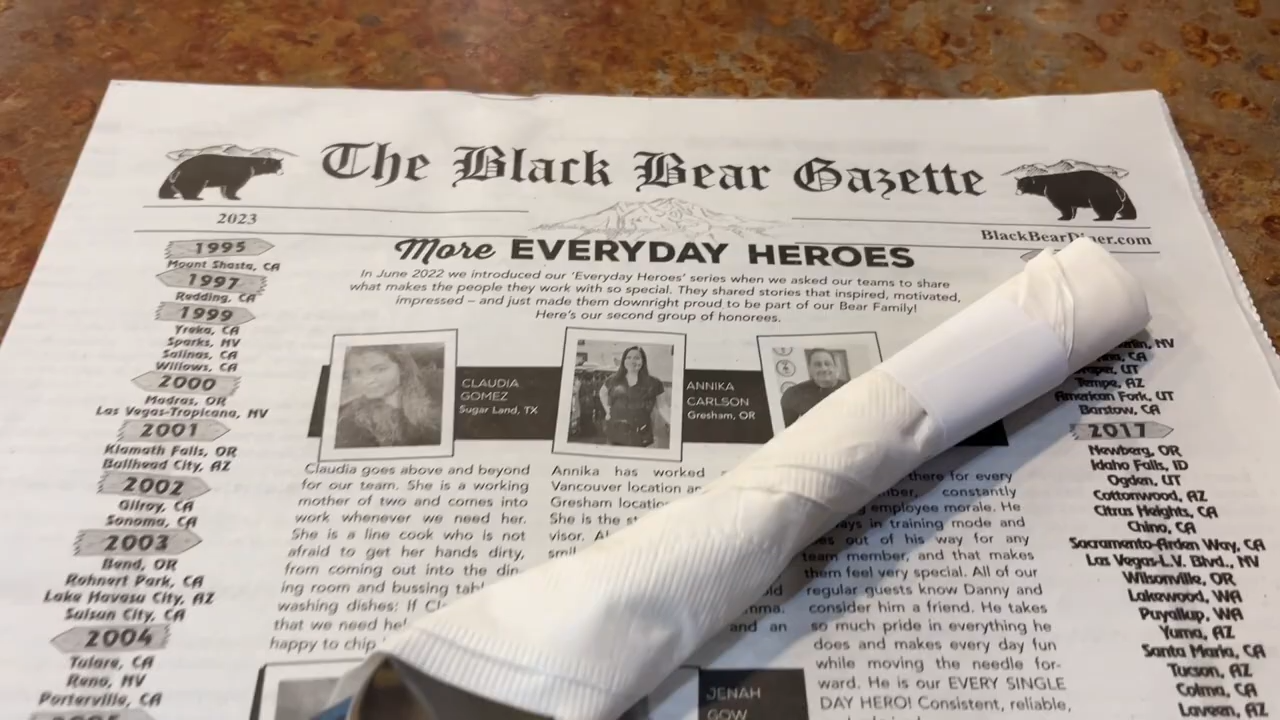 The Black Bear Gazette
2023
BlackBearDiner.com
More EVERYDAY HEROES
In June 2022 we introduced our 'Everyday Heroes' series when we asked our teams to share
what makes the people they work with so special. They shared stories that inspired, motivated,
impressed – and just made them downright proud to be part of our Bear Family!
Here's our second group of honorees.
1995
Mount Shasta, CA
1997
Redding, CA
1999
Yreka, CA
Sparks, NV
Salinas, CA
Willows, CA
2000
Madras, OR
Las Vegas-Tropicana, NV
2001
Klamath Falls, OR
Bullhead City, AZ
2002
Gilroy, CA
Sonoma, CA
2003
Bend, OR
Rohnert Park, CA
Lake Havasu City, AZ
Suisun City, CA
2004
Tulare, CA
Reno, NV
Porterville, CA
2005
CLAUDIA
GOMEZ
Sugar Land, TX
Claudia goes above and beyond
for our team. She is a working
mother of two and comes into
work whenever we need her.
She is a line cook who is not
afraid to get her hands dirty,
from coming out into the din-
ing room and bussing
washing dishes. If
that we need
happy to chip
ANNIKA
CARLSON
Gresham, OR
Annika has worked
Vancouver location
Gresham
She is the
visor.
and an
there for every
constantly
employee morale. He
in training mode and
out of his way for any
team member, and that makes
them feel very special. All of our
regular guests know Danny and
consider him a friend. He takes
so much pride in everything he
does and makes every day fun
while moving the needle for-
ward. He is our EVERY SINGLE
DAY HERO! Consistent, reliable,
JENAH
GOW
NV
CA
UT
Tempe, AZ
American Fork, UT
Barstow, CA
2017
Newberg, OR
Idaho Falls, ID
Ogden, UT
Cottonwood, AZ
Citrus Heights, CA
Chino, CA
Sacramento-Arden Way, CA
Las Vegas-L.V. Blvd., NV
Wilsonville, OR
Lakewood, WA
Puyallup, WA
Yuma, AZ
Santa Maria, CA
Tucson, AZ
Colma, CA
Laveen, AZ